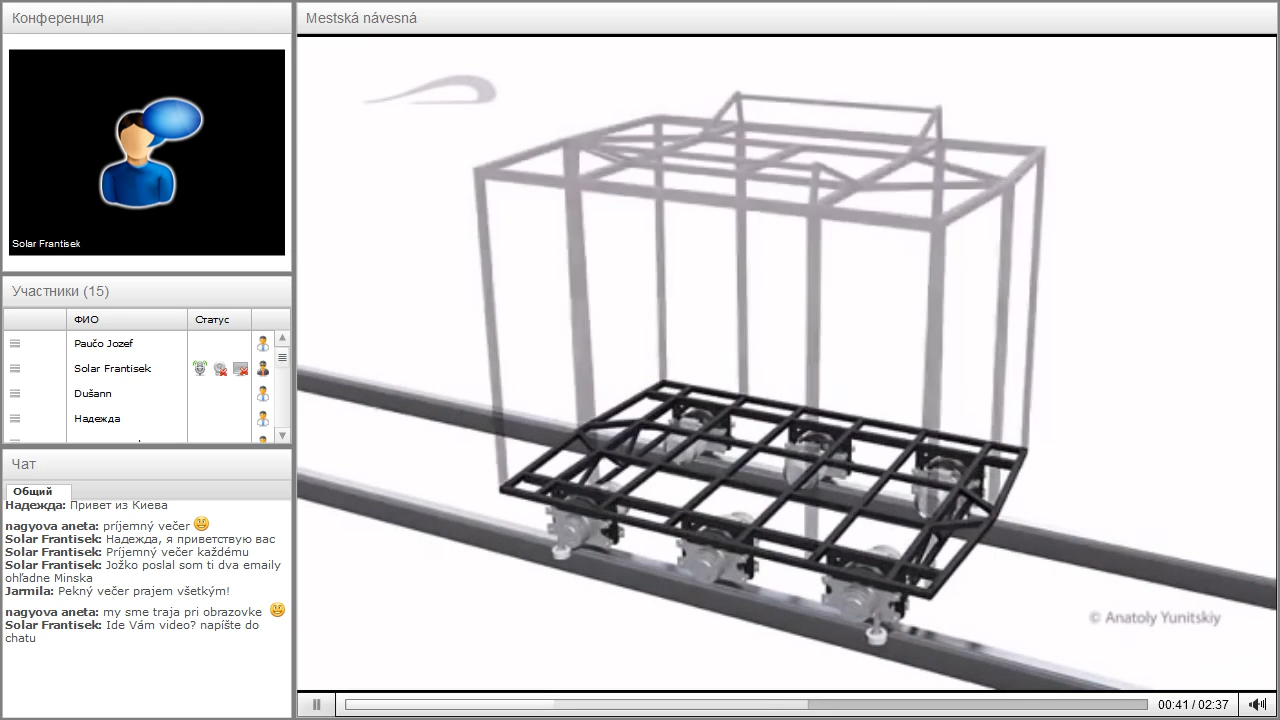 Конференция
Solar Frantisek
Участники (15)
ФИО Статус
Paučo Jozef
Solar Frantisek
Dušann
Надежда
Чат
Общий
Надежда: Привет из Киева
nagyova aneta: príjemný večer
Solar Frantisek: Надежда, я приветствую вас
Solar Frantisek: Príjemný večer každému
Solar Frantisek: Jožko poslal som ti dva emaily
ohľadne Minska
Jarmila: Pekný večer prajem všetkým!
nagyova aneta: my sme traja pri obrazovke
Solar Frantisek: Ide Vám video? napíšte do
chatu
Mestská návesná
© Anatoly Yunitskiy
00:41 / 02:37